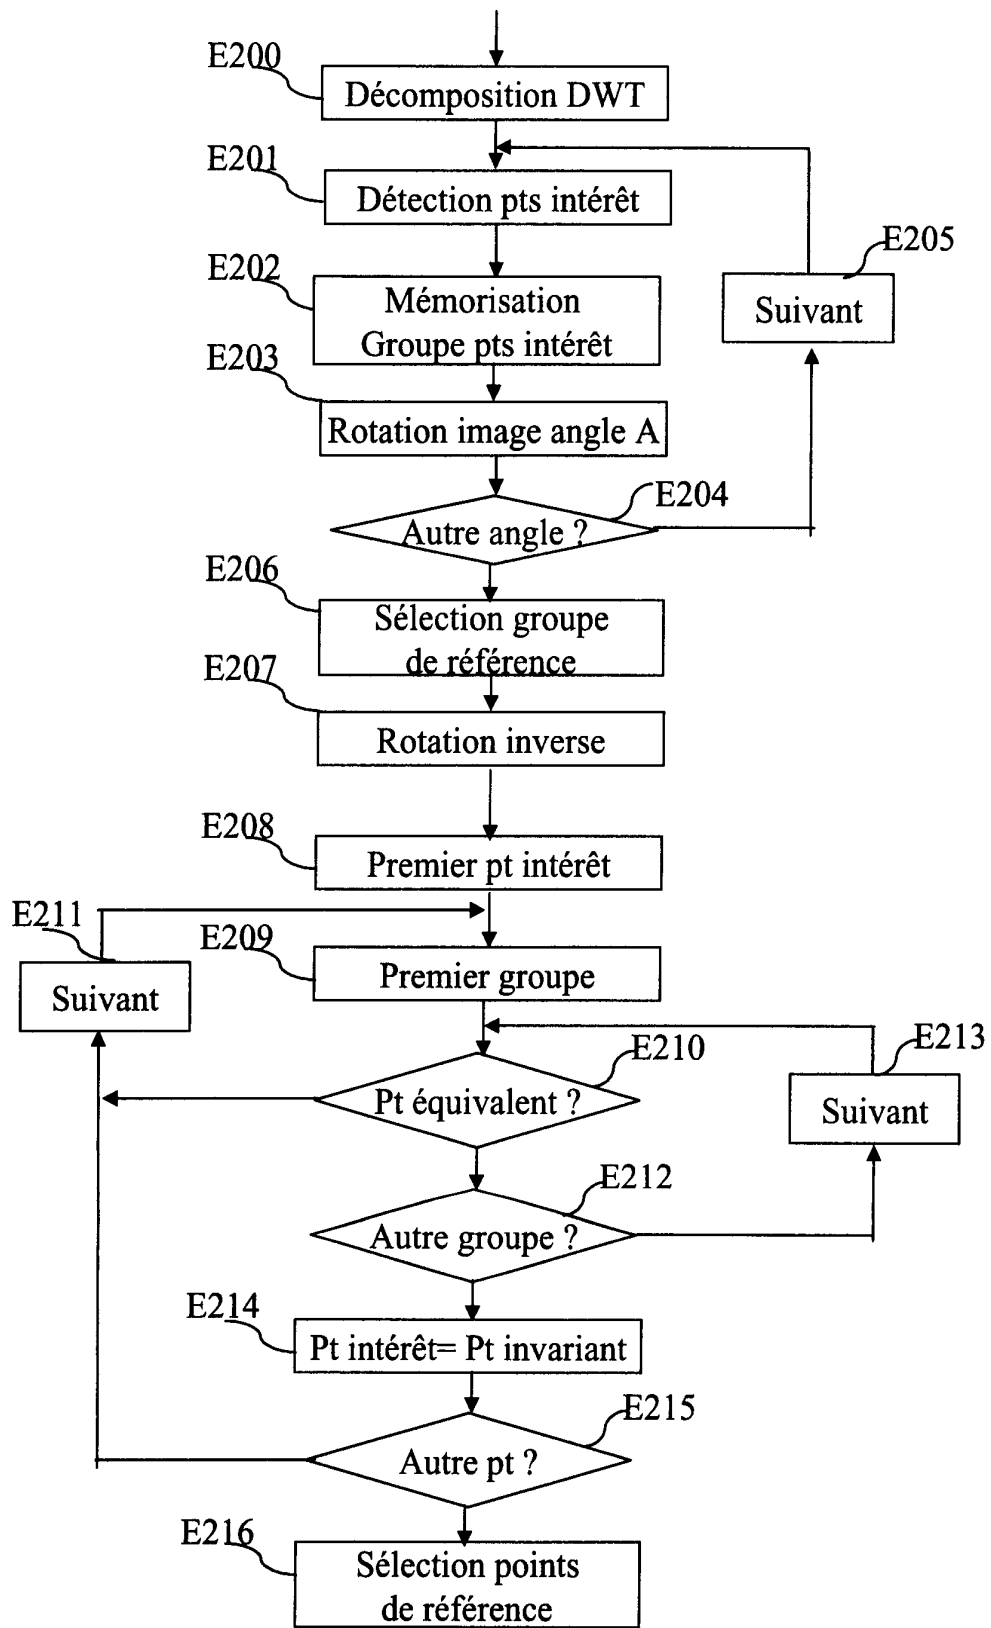 E200
Décomposition DWT
E201
Détection pts intérêt
E205
Suivant
E202
Mémorisation
Groupe pts intérêt
E203
Rotation image angle A
E204
Autre angle ?
E206
Sélection groupe
de référence
E207
Rotation inverse
E208
Premier pt intérêt
E211
Suivant
E209
Premier groupe
E210
Pt équivalent ?
E213
Suivant
E212
Autre groupe ?
E214
Pt intérêt= Pt invariant
E215
Autre pt ?
E216
Sélection points
de référence